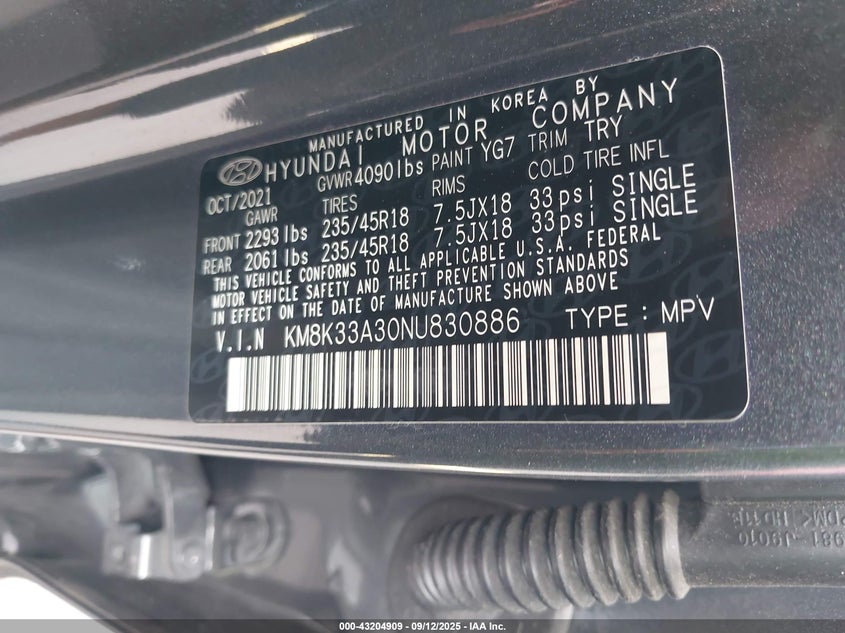 MANUFACTURED IN KOREA BY
HYUNDAI MOTOR COMPANY
OCT/2021 GVWR 4090 lbs PAINT YG7 TRIM TRY
GAWR TIRES RIMS COLD TIRE INFL
FRONT 2293 lbs 235/45R18 7.5JX18 33 psi SINGLE
REAR 2061 lbs 235/45R18 7.5JX18 33 psi SINGLE
THIS VEHICLE CONFORMS TO ALL APPLICABLE U.S.A. FEDERAL
MOTOR VEHICLE SAFETY AND THEFT PREVENTION STANDARDS
IN EFFECT ON THE DATE OF MANUFACTURE SHOWN ABOVE
V.I.N KM8K33A30NU830886 TYPE : MPV
000-43204909 - 09/12/2025 - IAA Inc.